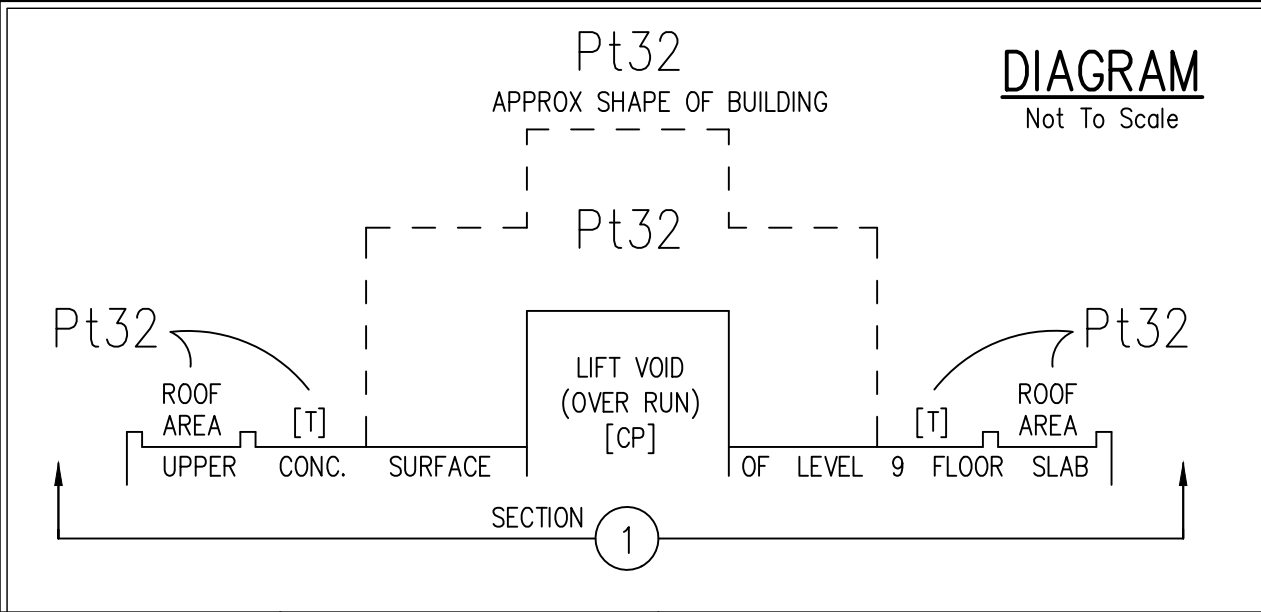 Pt32
APPROX SHAPE OF BUILDING
DIAGRAM
Not To Scale
Pt32
Pt32
Pt32
ROOF
AREA
[T]
LIFT VOID
(OVER RUN)
[CP]
[T]
ROOF
AREA
UPPER CONC. SURFACE OF LEVEL 9 FLOOR SLAB
SECTION 1